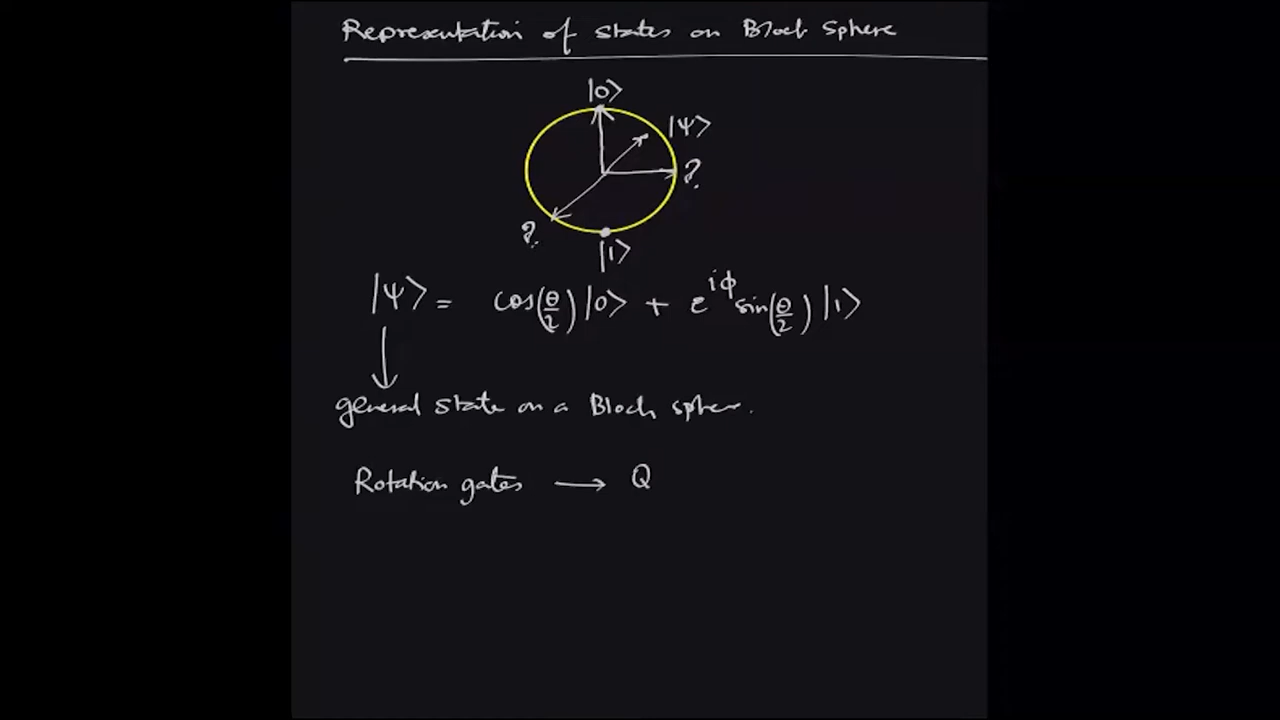 Representation of states on Bloch Sphere
|0>
|Ψ>
?
?
|1>
|Ψ> = cos(θ/2)|0> + e^{iϕ} sin(θ/2)|1>
general state on a Bloch sphere.
Rotation gates → Q